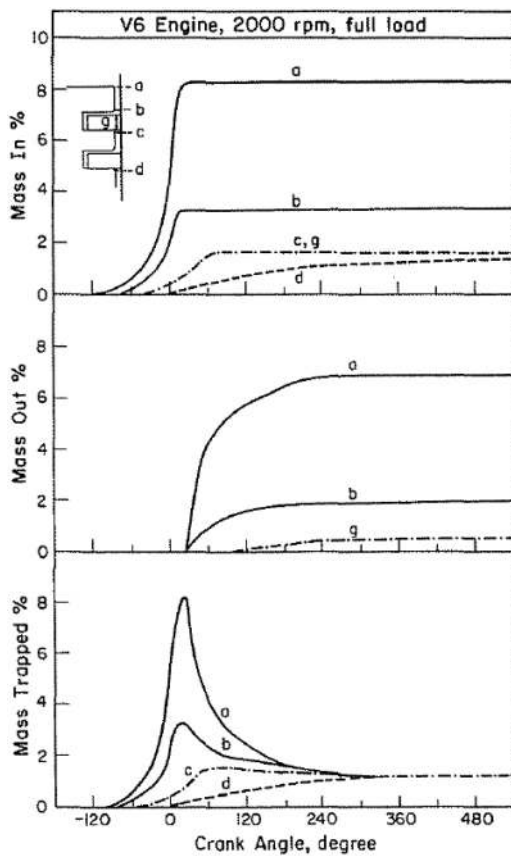 V6 Engine, 2000 rpm, full load
10
8
6
4
2
0
Mass In %
a
b
g
c
d
a
b
c, g
d
8
6
4
2
0
Mass Out %
a
b
g
8
6
4
2
0
Mass Trapped %
a
b
c
d
-120 0 120 240 360 480
Crank Angle, degree